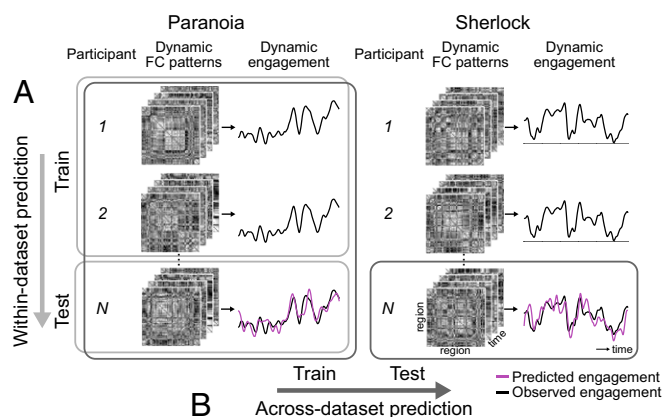 Paranoia
Sherlock
Participant
Dynamic
FC patterns
Dynamic
engagement
Participant
Dynamic
FC patterns
Dynamic
engagement
A
Within-dataset prediction
Train
Test
1
2
N
1
2
N
region
region
time
time
Train
Test
B
Across-dataset prediction
Predicted engagement
Observed engagement